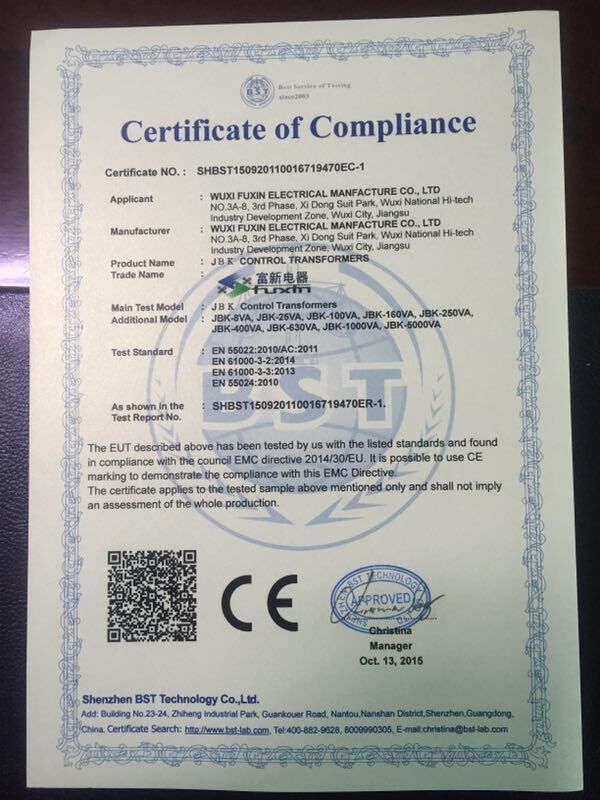 BST
Best Service of Testing
since2003
Certificate of Compliance
Certificate NO. : SHBST150920110016719470EC-1
Applicant : WUXI FUXIN ELECTRICAL MANFACTURE CO., LTD
NO.3A-8, 3rd Phase, Xi Dong Suit Park, Wuxi National Hi-tech
Industry Development Zone, Wuxi City, Jiangsu
Manufacturer : WUXI FUXIN ELECTRICAL MANFACTURE CO., LTD
NO.3A-8, 3rd Phase, Xi Dong Suit Park, Wuxi National Hi-tech
Industry Development Zone, Wuxi City, Jiangsu
Product Name : JBK CONTROL TRANSFORMERS
Trade Name :
富新电器
fuxin
Main Test Model : JBK Control Transformers
Additional Model : JBK-8VA, JBK-25VA, JBK-100VA, JBK-160VA, JBK-250VA,
JBK-400VA, JBK-630VA, JBK-1000VA, JBK-5000VA
Test Standard : EN 55022:2010/AC:2011
EN 61000-3-2:2014
EN 61000-3-3:2013
EN 55024:2010
As shown in the : SHBST150920110016719470ER-1.
Test Report No.
BST
The EUT described above has been tested by us with the listed standards and found
in compliance with the council EMC directive 2014/30/EU. It is possible to use CE
marking to demonstrate the compliance with this EMC Directive.
The certificate applies to the tested sample above mentioned only and shall not imply
an assessment of the whole production.
CE
SHENZHEN BST TECHNOLOGY CO.,LTD
APPROVED
Christina
Manager
Oct. 13, 2015
Shenzhen BST Technology Co.,Ltd.
Add: Building No.23-24, Zhiheng Industrial Park, Guankouer Road, Nantou,Nanshan District,Shenzhen,Guangdong,
China, Certificate Search: http://www.bst-lab.com, Tel:400-882-9628, 8009990305, E-mail:christina@bst-lab.com